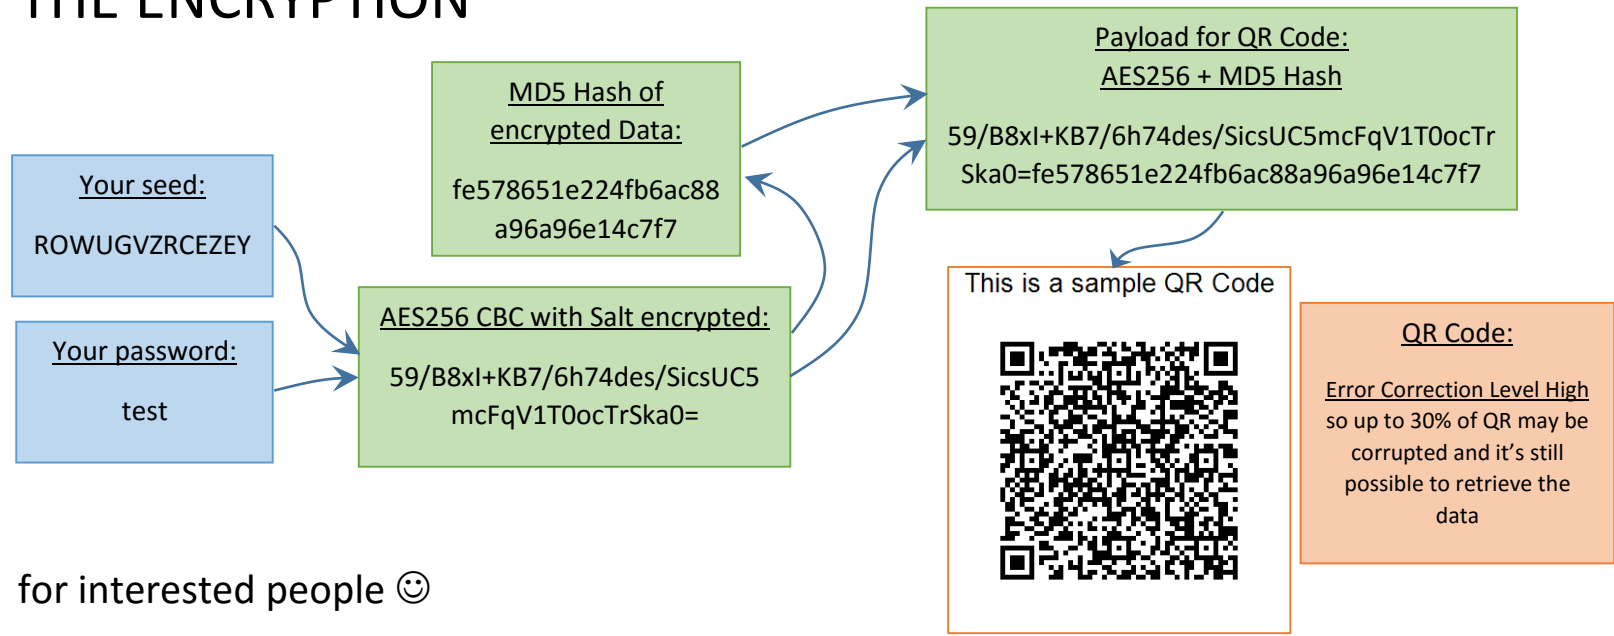 THE ENCRYPTION
Your seed:
ROWUGVZRCEZEY
Your password:
test
MD5 Hash of
encrypted Data:
fe578651e224fb6ac88
a96a96e14c7f7
AES256 CBC with Salt encrypted:
59/B8xI+KB7/6h74des/SicsUC5
mcFqV1T0ocTrSka0=
Payload for QR Code:
AES256 + MD5 Hash
59/B8xI+KB7/6h74des/SicsUC5mcFqV1T0ocTr
Ska0=fe578651e224fb6ac88a96a96e14c7f7
This is a sample QR Code
QR Code:
Error Correction Level High
so up to 30% of QR may be
corrupted and it’s still
possible to retrieve the
data
for interested people ☺